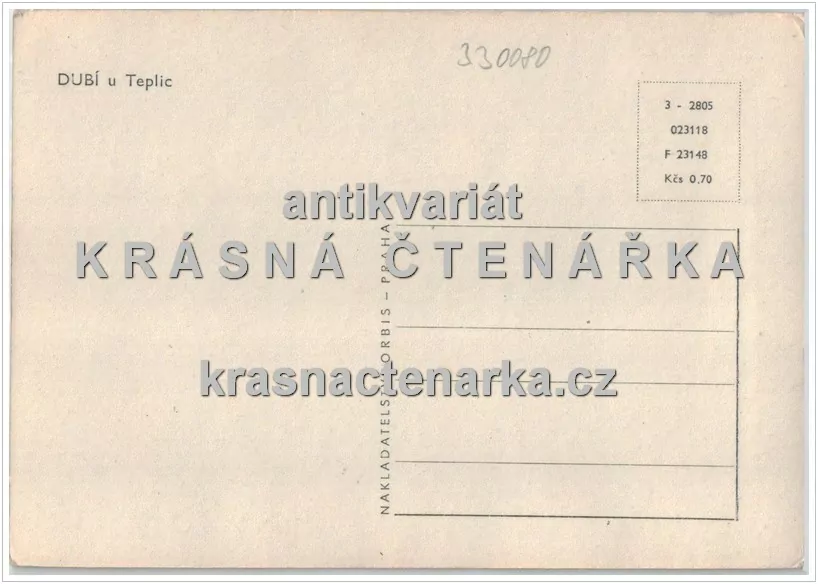 330080
DUBÍ u Teplic
3 - 2805
023118
F 23148
Kčs 0,70
antikvariát
KRÁSNÁ ČTENÁŘKA
krasnactenarka.cz
NAKLADATELSTVÍ ORBIS - PRAHA